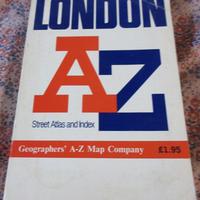 LONDON
A-Z
Street Atlas and Index
Geographers' A-Z Map Company £1.95